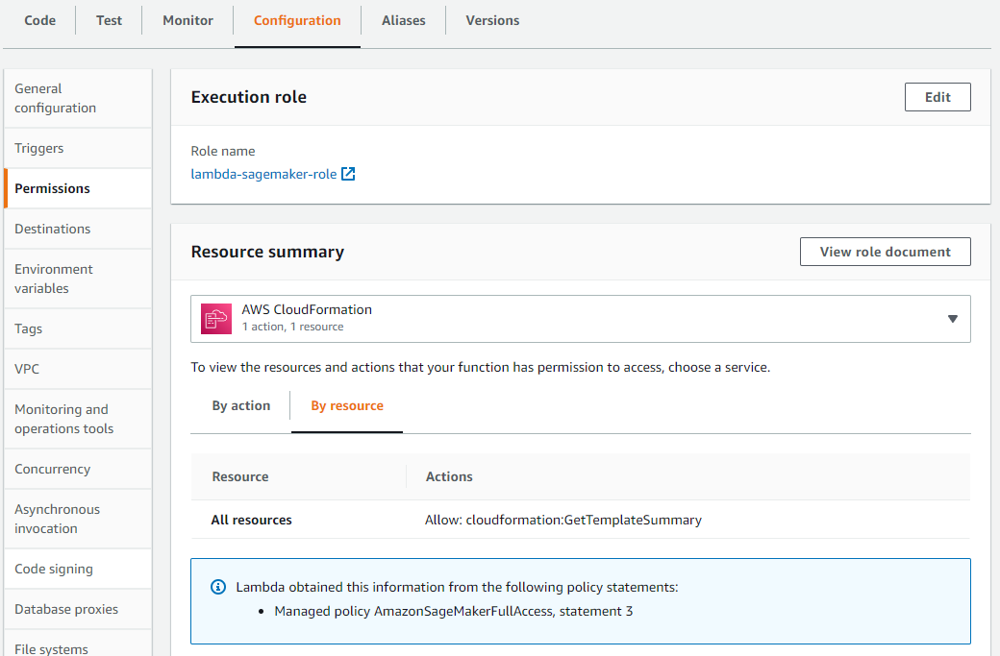 Code
Test
Monitor
Configuration
Aliases
Versions
General
configuration
Triggers
Permissions
Destinations
Environment
variables
Tags
VPC
Monitoring and
operations tools
Concurrency
Asynchronous
invocation
Code signing
Database proxies
File systems
Execution role
Edit
Role name
lambda-sagemaker-role
Resource summary
View role document
AWS CloudFormation
1 action, 1 resource
To view the resources and actions that your function has permission to access, choose a service.
By action
By resource
Resource
Actions
All resources
Allow: cloudformation:GetTemplateSummary
Lambda obtained this information from the following policy statements:
• Managed policy AmazonSageMakerFullAccess, statement 3